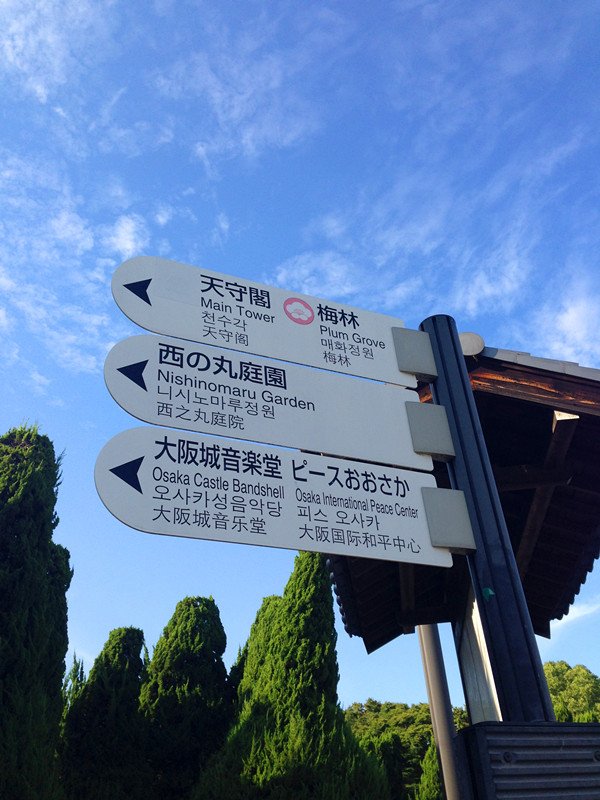 天守閣
Main Tower
천수각
天守阁
梅林
Plum Grove
매화정원
梅林
西の丸庭園
Nishinomaru Garden
니시노마루정원
西之丸庭院
大阪城音楽堂
Osaka Castle Bandshell
오사카성음악당
大阪城音乐堂
ピースおおさか
Osaka International Peace Center
피스 오사카
大阪国际和平中心